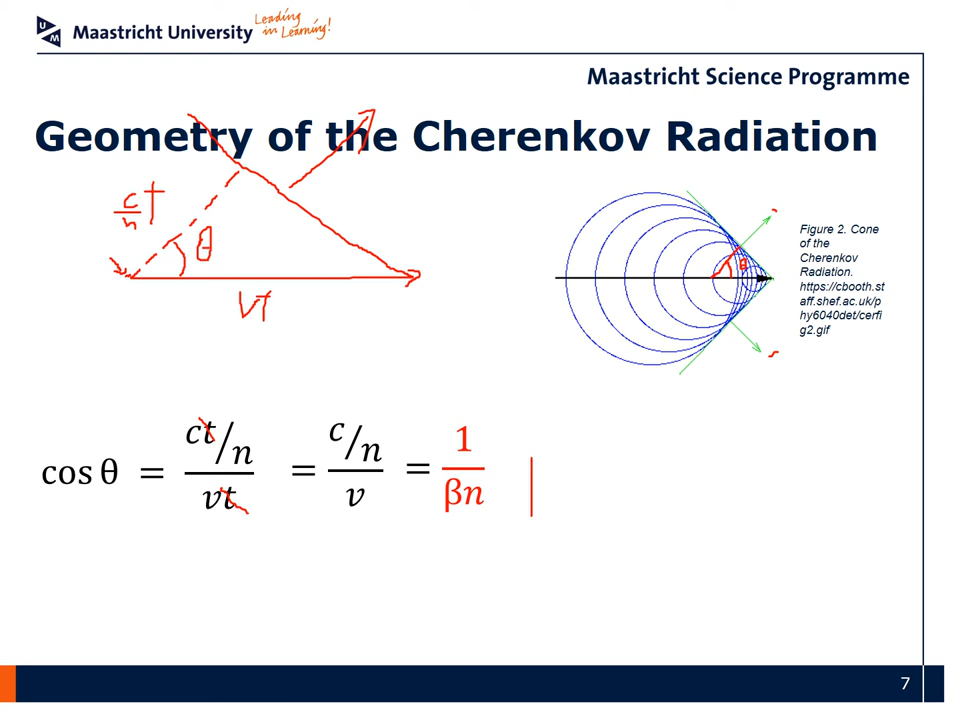 UM
Maastricht University
Leading
in Learning!
Maastricht Science Programme
Geometry of the Cherenkov Radiation
c/n t
θ
vt
θ
Figure 2. Cone
of the
Cherenkov
Radiation.
https://cbooth.st
aff.shef.ac.uk/p
hy6040det/cerfi
g2.gif
cos θ = (ct/n)/(vt) = (c/n)/v = 1/(βn)
7